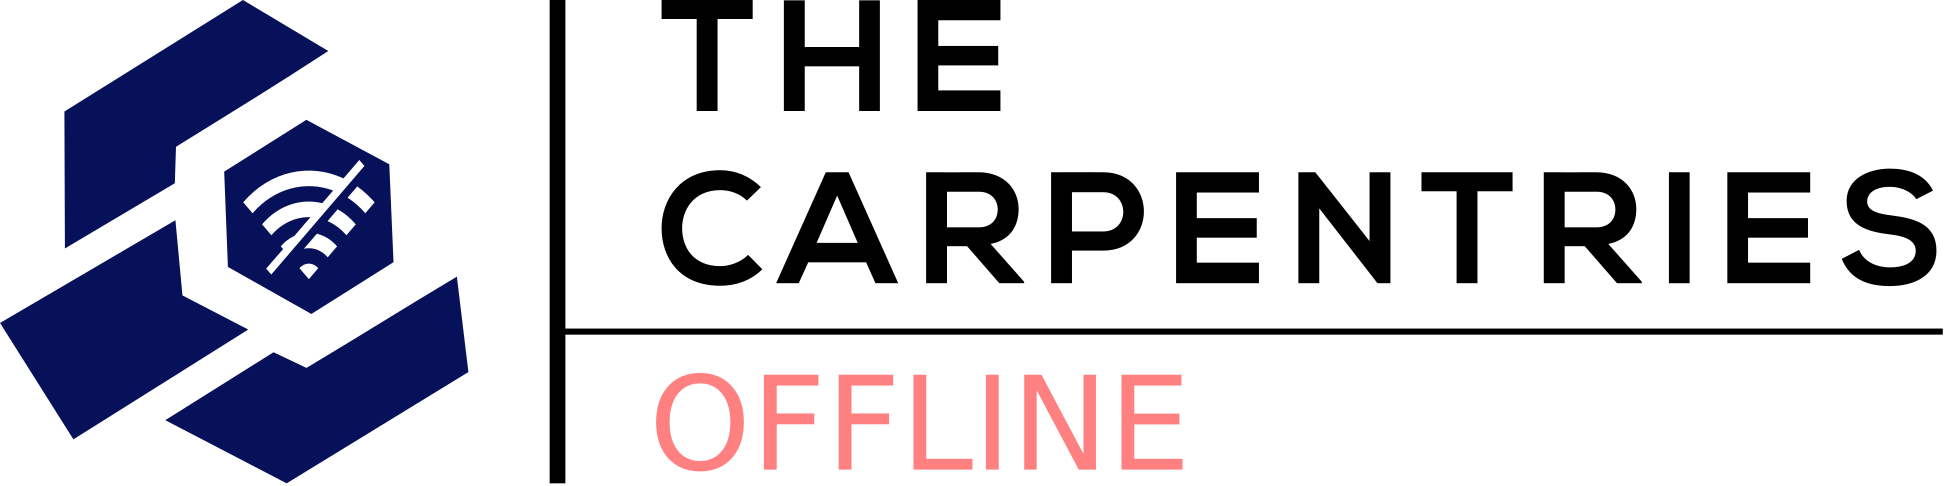 THE
CARPENTRIES
OFFLINE